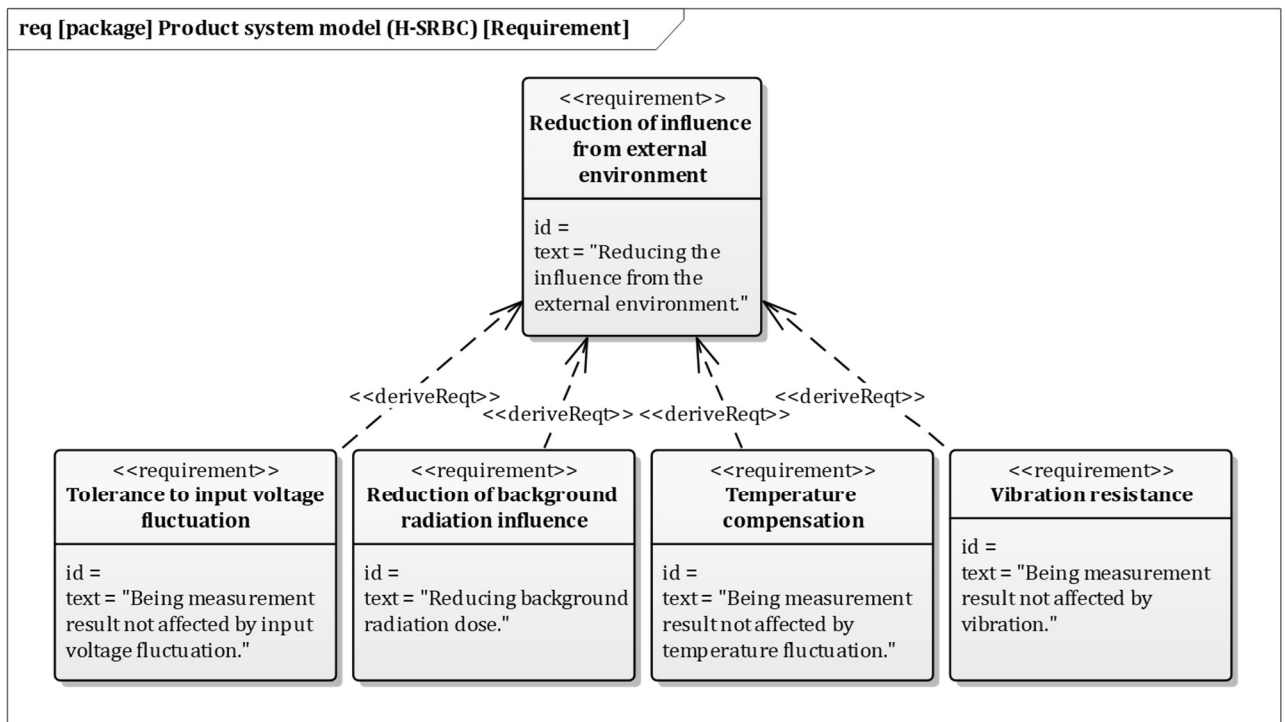 req [package] Product system model (H-SRBC) [Requirement]
<<requirement>>
Reduction of influence
from external
environment
id =
text = "Reducing the
influence from the
external environment."
<<deriveReqt>>
<<deriveReqt>>
<<deriveReqt>>
<<deriveReqt>>
<<requirement>>
Tolerance to input voltage
fluctuation
id =
text = "Being measurement
result not affected by input
voltage fluctuation."
<<requirement>>
Reduction of background
radiation influence
id =
text = "Reducing background
radiation dose."
<<requirement>>
Temperature
compensation
id =
text = "Being measurement
result not affected by
temperature fluctuation."
<<requirement>>
Vibration resistance
id =
text = "Being measurement
result not affected by
vibration."